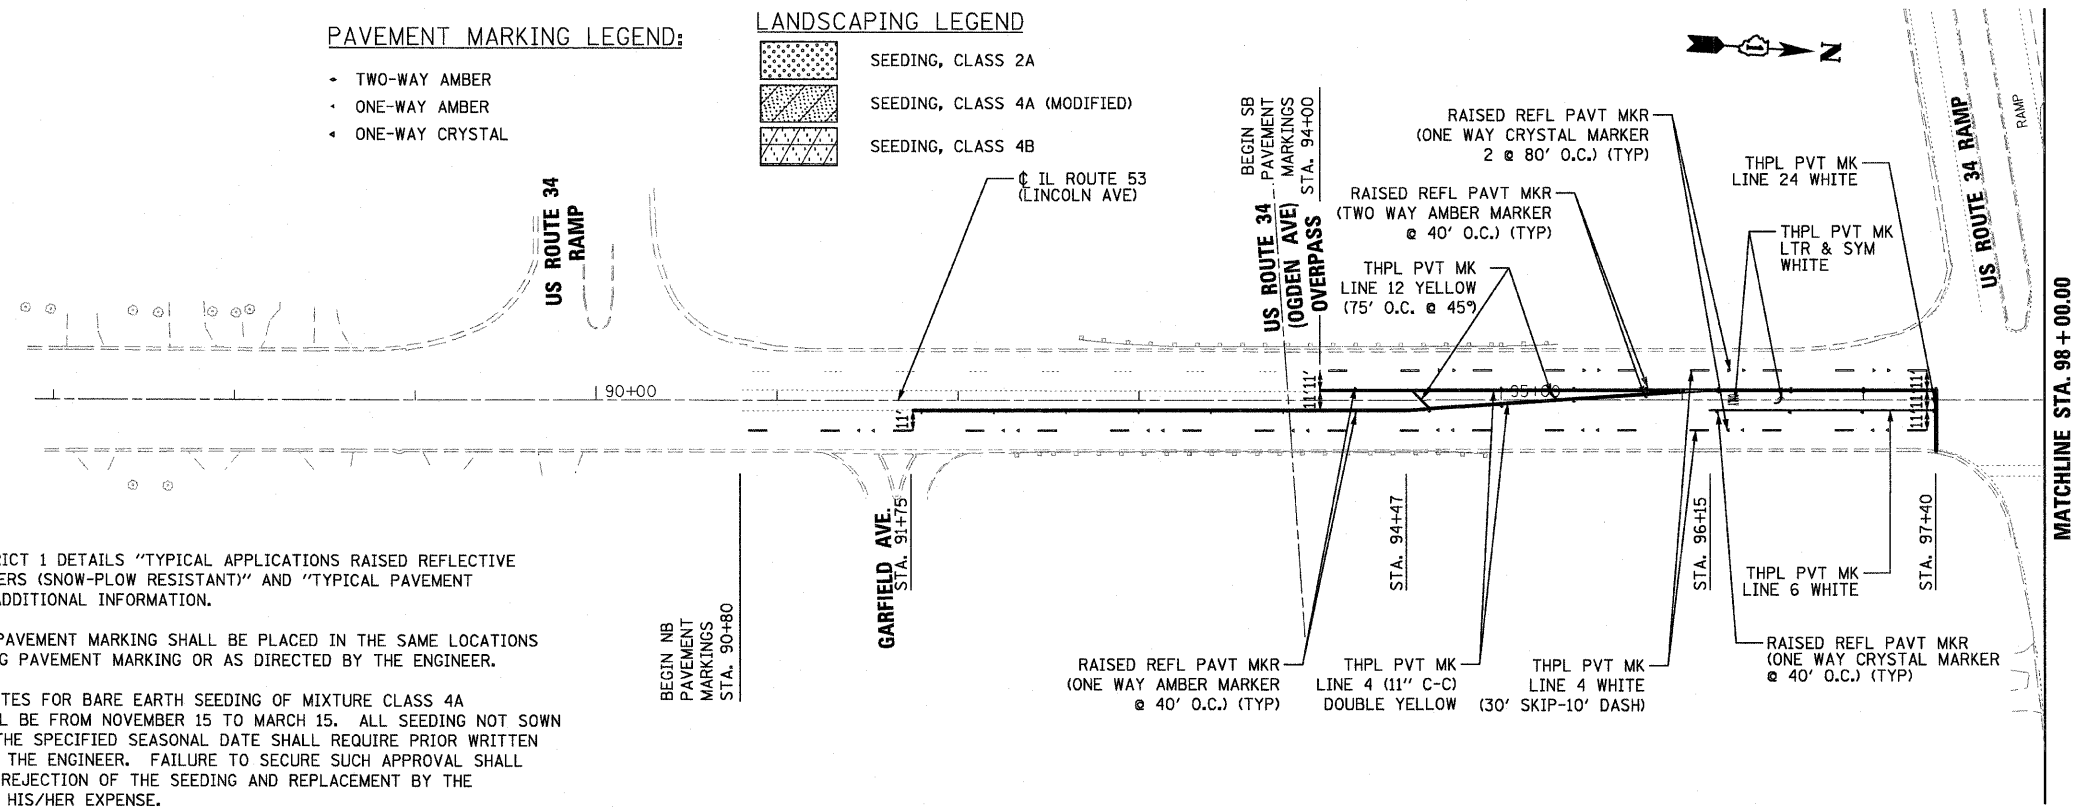 PAVEMENT MARKING LEGEND:
TWO-WAY AMBER
ONE-WAY AMBER
ONE-WAY CRYSTAL
LANDSCAPING LEGEND
SEEDING, CLASS 2A
SEEDING, CLASS 4A (MODIFIED)
SEEDING, CLASS 4B
N
US ROUTE 34
RAMP
℄ IL ROUTE 53
(LINCOLN AVE)
BEGIN SB
PAVEMENT
MARKINGS
STA. 94+00
US ROUTE 34
(OGDEN AVE)
OVERPASS
RAISED REFL PAVT MKR
(ONE WAY CRYSTAL MARKER
2 @ 80' O.C.) (TYP)
RAISED REFL PAVT MKR
(TWO WAY AMBER MARKER
@ 40' O.C.) (TYP)
THPL PVT MK
LINE 12 YELLOW
(75' O.C. @ 45°)
THPL PVT MK
LINE 24 WHITE
THPL PVT MK
LTR & SYM
WHITE
US ROUTE 34 RAMP
RAMP
MATCHLINE STA. 98+00.00
90+00
95+00
11'
11'
11'
11'
11'
11'
GARFIELD AVE.
STA. 91+75
STA. 94+47
STA. 96+15
STA. 97+40
BEGIN NB
PAVEMENT
MARKINGS
STA. 90+80
RAISED REFL PAVT MKR
(ONE WAY AMBER MARKER
@ 40' O.C.) (TYP)
THPL PVT MK
LINE 4 (11" C-C)
DOUBLE YELLOW
THPL PVT MK
LINE 4 WHITE
(30' SKIP-10' DASH)
THPL PVT MK
LINE 6 WHITE
RAISED REFL PAVT MKR
(ONE WAY CRYSTAL MARKER
@ 40' O.C.) (TYP)
RICT 1 DETAILS "TYPICAL APPLICATIONS RAISED REFLECTIVE
ERS (SNOW-PLOW RESISTANT)" AND "TYPICAL PAVEMENT
ADDITIONAL INFORMATION.
PAVEMENT MARKING SHALL BE PLACED IN THE SAME LOCATIONS
G PAVEMENT MARKING OR AS DIRECTED BY THE ENGINEER.
TES FOR BARE EARTH SEEDING OF MIXTURE CLASS 4A
L BE FROM NOVEMBER 15 TO MARCH 15. ALL SEEDING NOT SOWN
THE SPECIFIED SEASONAL DATE SHALL REQUIRE PRIOR WRITTEN
THE ENGINEER. FAILURE TO SECURE SUCH APPROVAL SHALL
REJECTION OF THE SEEDING AND REPLACEMENT BY THE
HIS/HER EXPENSE.